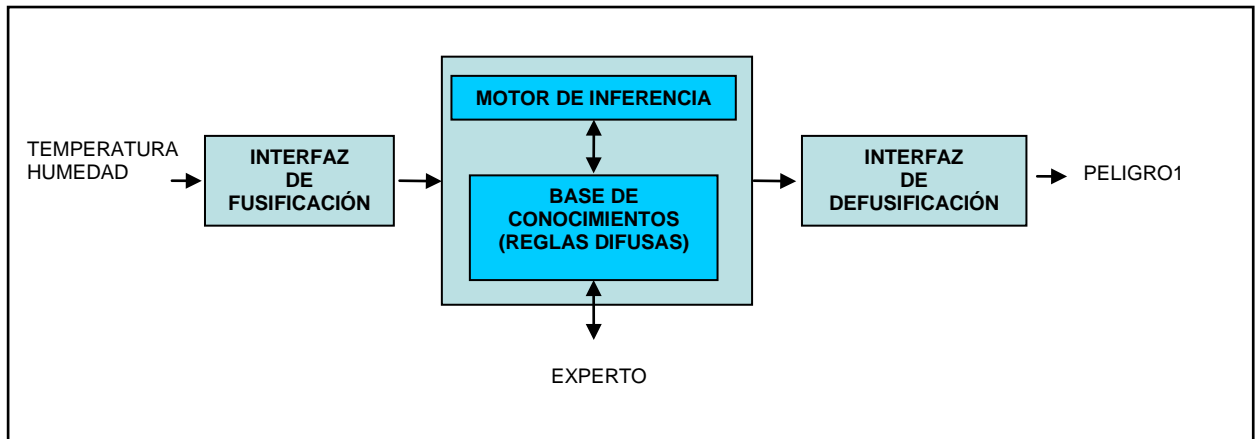 TEMPERATURA
HUMEDAD
INTERFAZ
DE
FUSIFICACIÓN
MOTOR DE INFERENCIA
BASE DE
CONOCIMIENTOS
(REGLAS DIFUSAS)
EXPERTO
INTERFAZ
DE
DEFUSIFICACIÓN
PELIGRO1